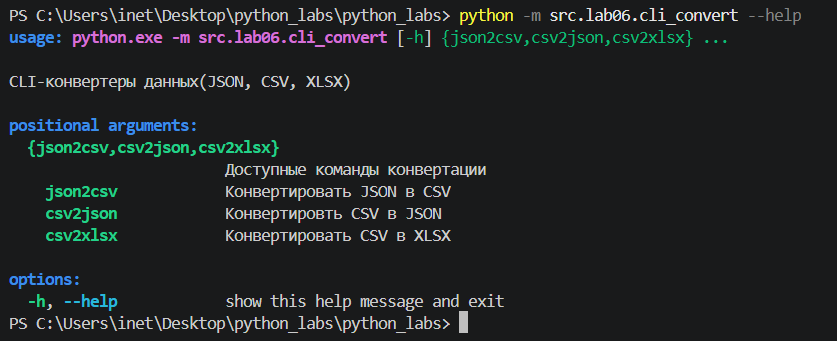 PS C:\Users\inet\Desktop\python_labs\python_labs> python -m src.lab06.cli_convert --help
usage: python.exe -m src.lab06.cli_convert [-h] {json2csv,csv2json,csv2xlsx} ...
CLI-конвертеры данных(JSON, CSV, XLSX)
positional arguments:
{json2csv,csv2json,csv2xlsx}
Доступные команды конвертации
json2csv Конвертировать JSON в CSV
csv2json Конвертировть CSV в JSON
csv2xlsx Конвертировать CSV в XLSX
options:
-h, --help show this help message and exit
PS C:\Users\inet\Desktop\python_labs\python_labs>